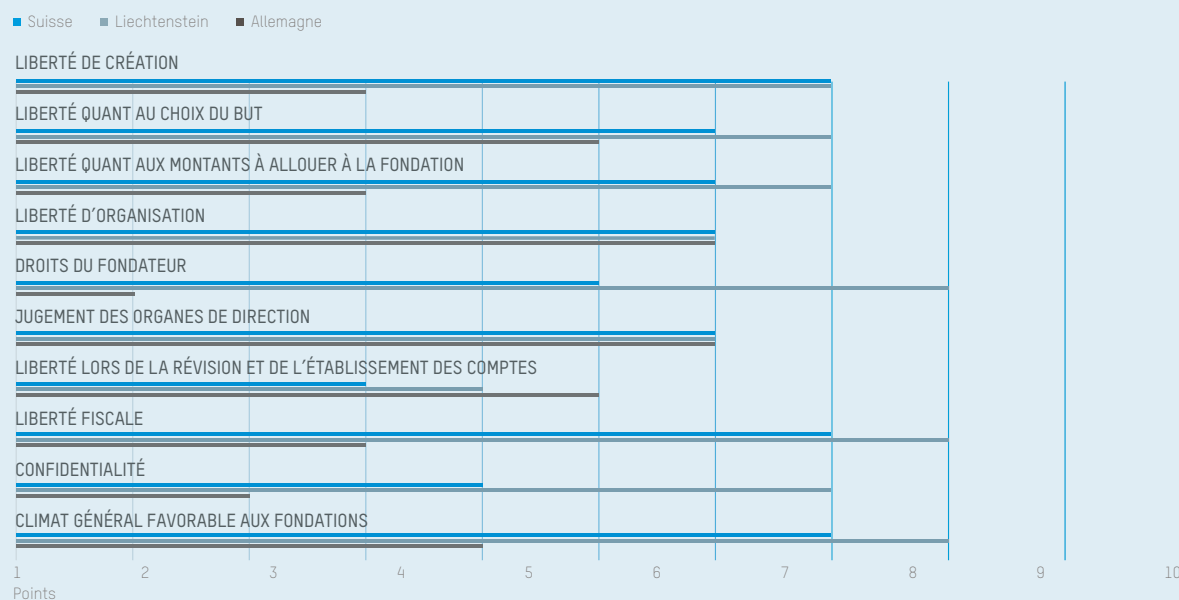 Suisse Liechtenstein Allemagne
LIBERTÉ DE CRÉATION
LIBERTÉ QUANT AU CHOIX DU BUT
LIBERTÉ QUANT AUX MONTANTS À ALLOUER À LA FONDATION
LIBERTÉ D'ORGANISATION
DROITS DU FONDATEUR
JUGEMENT DES ORGANES DE DIRECTION
LIBERTÉ LORS DE LA RÉVISION ET DE L'ÉTABLISSEMENT DES COMPTES
LIBERTÉ FISCALE
CONFIDENTIALITÉ
CLIMAT GÉNÉRAL FAVORABLE AUX FONDATIONS
1 2 3 4 5 6 7 8 9 10
Points